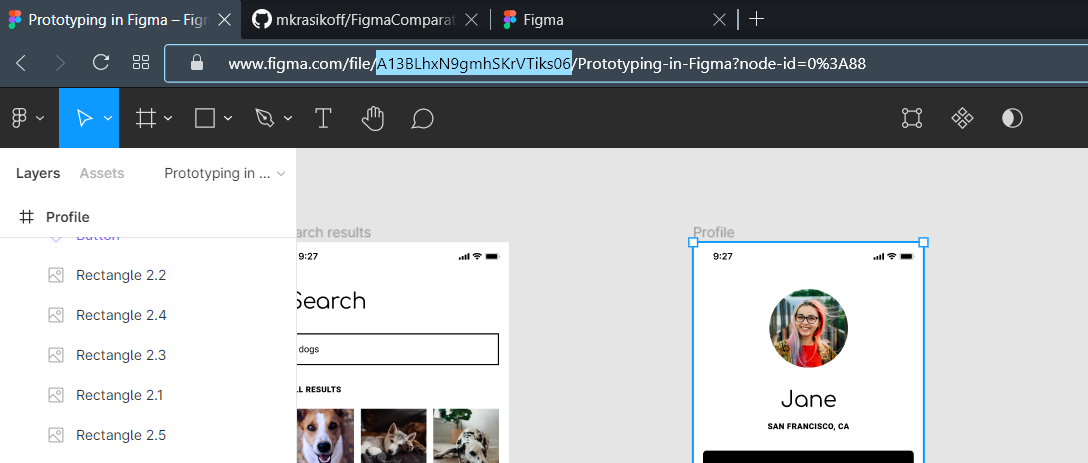 Prototyping in Figma – Figr
mkrasikoff/FigmaComparat
Figma
www.figma.com/file/A13BLhxN9gmhSKrVTiks06/Prototyping-in-Figma?node-id=0%3A88
Layers Assets Prototyping in ...
Profile
Button
Rectangle 2.2
Rectangle 2.4
Rectangle 2.3
Rectangle 2.1
Rectangle 2.5
arch results
9:27
Search
dogs
LL RESULTS
Profile
9:27
Jane
SAN FRANCISCO, CA